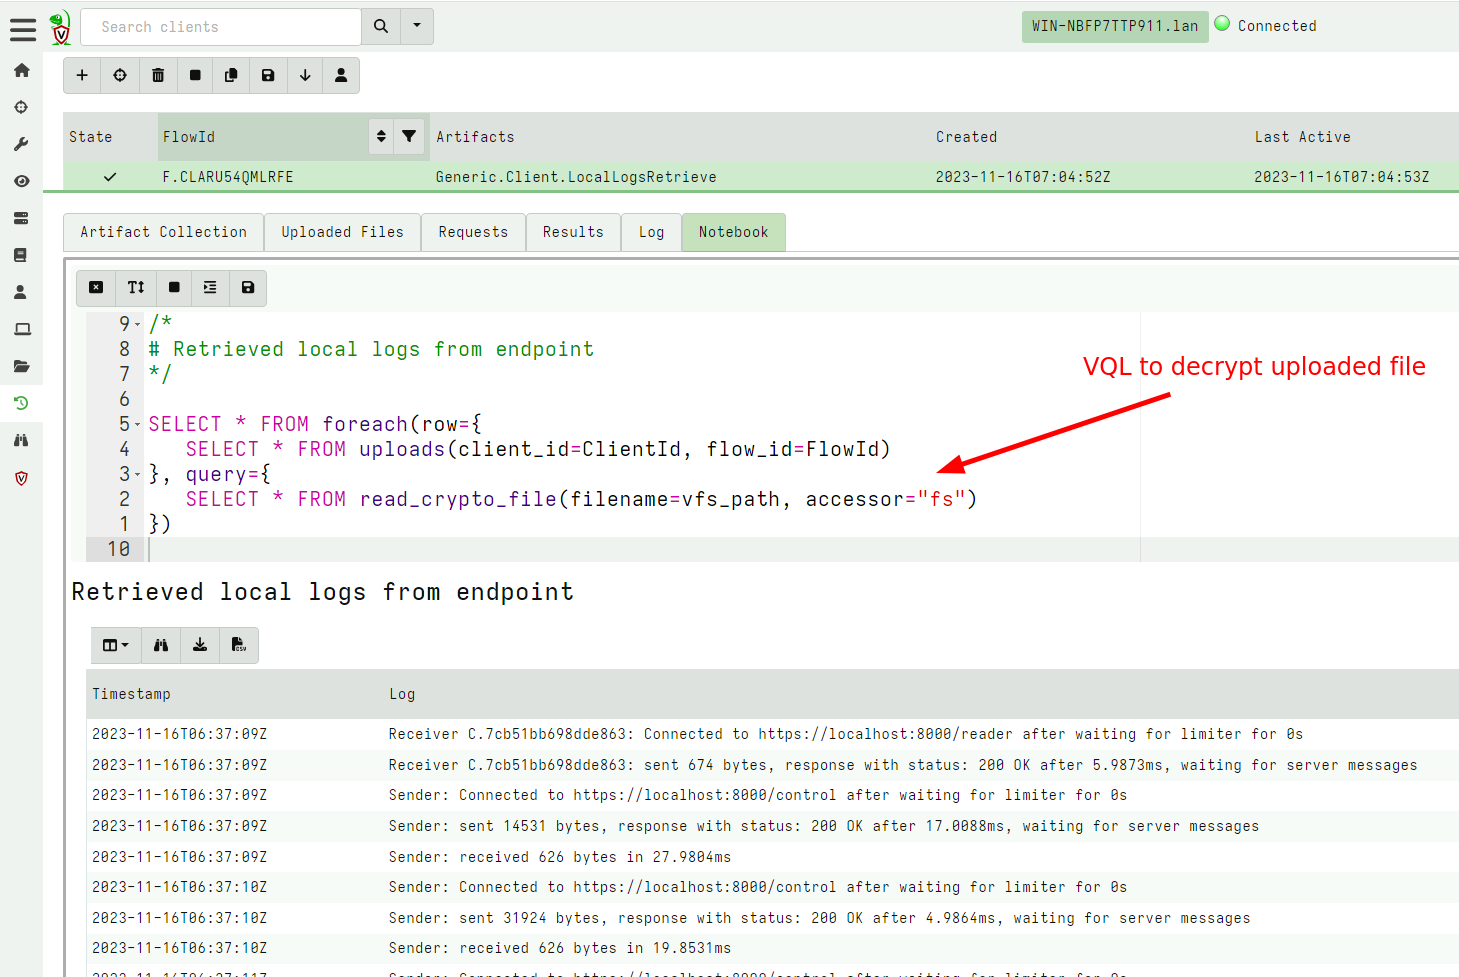 Search clients
WIN-NBFP7TTP911.lan
Connected
State
FlowId
Artifacts
Created
Last Active
F.CLARU54QMLRFE
Generic.Client.LocalLogsRetrieve
2023-11-16T07:04:52Z
2023-11-16T07:04:53Z
Artifact Collection
Uploaded Files
Requests
Results
Log
Notebook
9 /*
8 # Retrieved local logs from endpoint
7 */
6
5 SELECT * FROM foreach(row={
4 SELECT * FROM uploads(client_id=ClientId, flow_id=FlowId)
3 }, query={
2 SELECT * FROM read_crypto_file(filename=vfs_path, accessor="fs")
1 })
10
VQL to decrypt uploaded file
Retrieved local logs from endpoint
Timestamp Log
2023-11-16T06:37:09Z Receiver C.7cb51bb698dde863: Connected to https://localhost:8000/reader after waiting for limiter for 0s
2023-11-16T06:37:09Z Receiver C.7cb51bb698dde863: sent 674 bytes, response with status: 200 OK after 5.9873ms, waiting for server messages
2023-11-16T06:37:09Z Sender: Connected to https://localhost:8000/control after waiting for limiter for 0s
2023-11-16T06:37:09Z Sender: sent 14531 bytes, response with status: 200 OK after 17.0088ms, waiting for server messages
2023-11-16T06:37:09Z Sender: received 626 bytes in 27.9804ms
2023-11-16T06:37:10Z Sender: Connected to https://localhost:8000/control after waiting for limiter for 0s
2023-11-16T06:37:10Z Sender: sent 31924 bytes, response with status: 200 OK after 4.9864ms, waiting for server messages
2023-11-16T06:37:10Z Sender: received 626 bytes in 19.8531ms